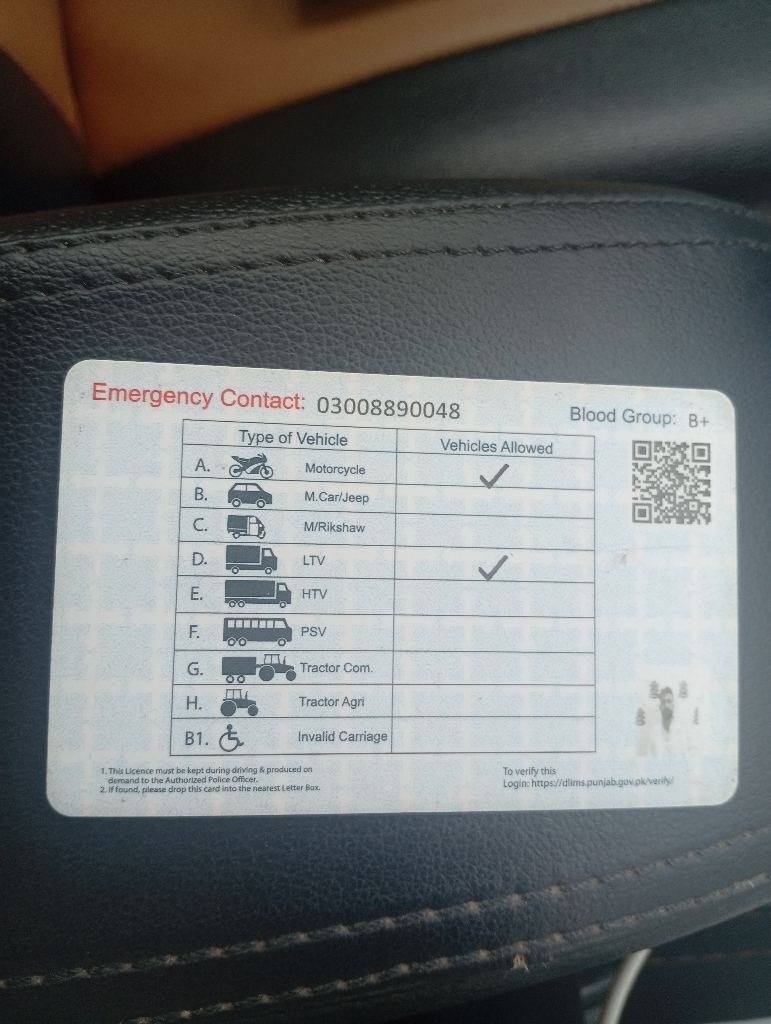 Emergency Contact: 03008890048
Blood Group: B+
Type of Vehicle Vehicles Allowed
A. Motorcycle ✓
B. M.Car/Jeep
C. M/Rikshaw
D. LTV ✓
E. HTV
F. PSV
G. Tractor Com.
H. Tractor Agri
B1. Invalid Carriage
1. This Licence must be kept during driving & produced on
demand to the Authorized Police Officer.
2. If found, please drop this card into the nearest Letter Box.
To verify this
Login: https://dlims.punjab.gov.pk/verify/